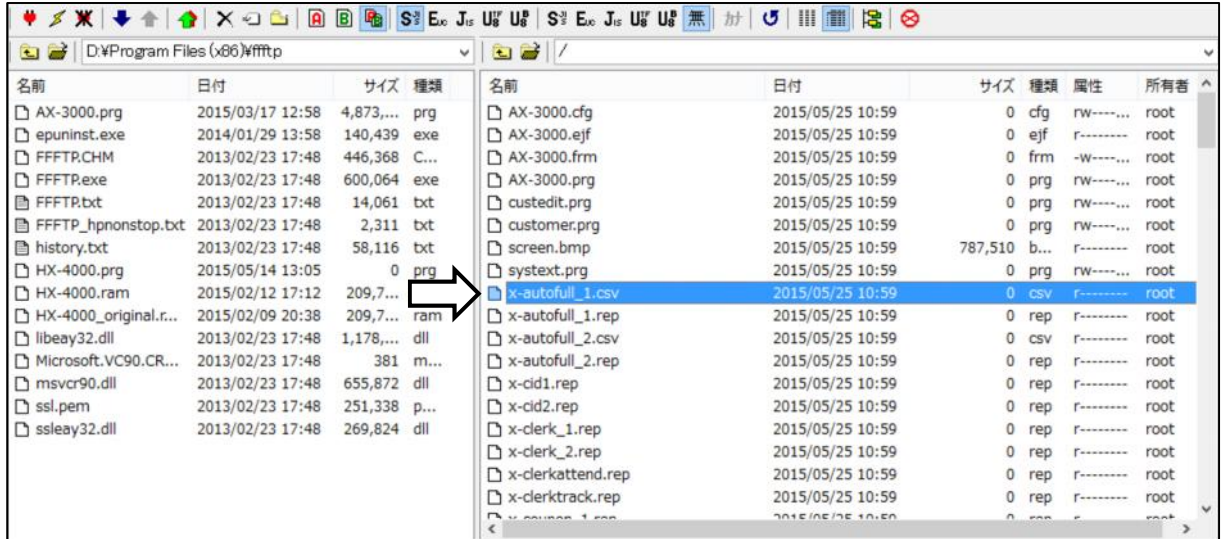 A B S E J U8 U8 S E J U8 U8 無 カナ
D:¥Program Files (x86)¥ffftp /
名前 日付 サイズ 種類
AX-3000.prg 2015/03/17 12:58 4,873,... prg
epuninst.exe 2014/01/29 13:58 140,439 exe
FFFTP.CHM 2013/02/23 17:48 446,368 C...
FFFTP.exe 2013/02/23 17:48 600,064 exe
FFFTP.txt 2013/02/23 17:48 14,061 txt
FFFTP_hpnonstop.txt 2013/02/23 17:48 2,311 txt
history.txt 2013/02/23 17:48 58,116 txt
HX-4000.prg 2015/05/14 13:05 0 prg
HX-4000.ram 2015/02/12 17:12 209,7...
HX-4000_original.r... 2015/02/09 20:38 209,7... ram
libeay32.dll 2013/02/23 17:48 1,178,... dll
Microsoft.VC90.CR... 2013/02/23 17:48 381 m...
msvcr90.dll 2013/02/23 17:48 655,872 dll
ssl.pem 2013/02/23 17:48 251,338 p...
ssleay32.dll 2013/02/23 17:48 269,824 dll
名前 日付 サイズ 種類 属性 所有者
AX-3000.cfg 2015/05/25 10:59 0 cfg rw----... root
AX-3000.ejf 2015/05/25 10:59 0 ejf r-------- root
AX-3000.frm 2015/05/25 10:59 0 frm -w----... root
AX-3000.prg 2015/05/25 10:59 0 prg rw----... root
custedit.prg 2015/05/25 10:59 0 prg rw----... root
customer.prg 2015/05/25 10:59 0 prg rw----... root
screen.bmp 2015/05/25 10:59 787,510 b... r-------- root
systext.prg 2015/05/25 10:59 0 prg rw----... root
x-autofull_1.csv 2015/05/25 10:59 0 csv r-------- root
x-autofull_1.rep 2015/05/25 10:59 0 rep r-------- root
x-autofull_2.csv 2015/05/25 10:59 0 csv r-------- root
x-autofull_2.rep 2015/05/25 10:59 0 rep r-------- root
x-cid1.rep 2015/05/25 10:59 0 rep r-------- root
x-cid2.rep 2015/05/25 10:59 0 rep r-------- root
x-clerk_1.rep 2015/05/25 10:59 0 rep r-------- root
x-clerk_2.rep 2015/05/25 10:59 0 rep r-------- root
x-clerkattend.rep 2015/05/25 10:59 0 rep r-------- root
x-clerktrack.rep 2015/05/25 10:59 0 rep r-------- root